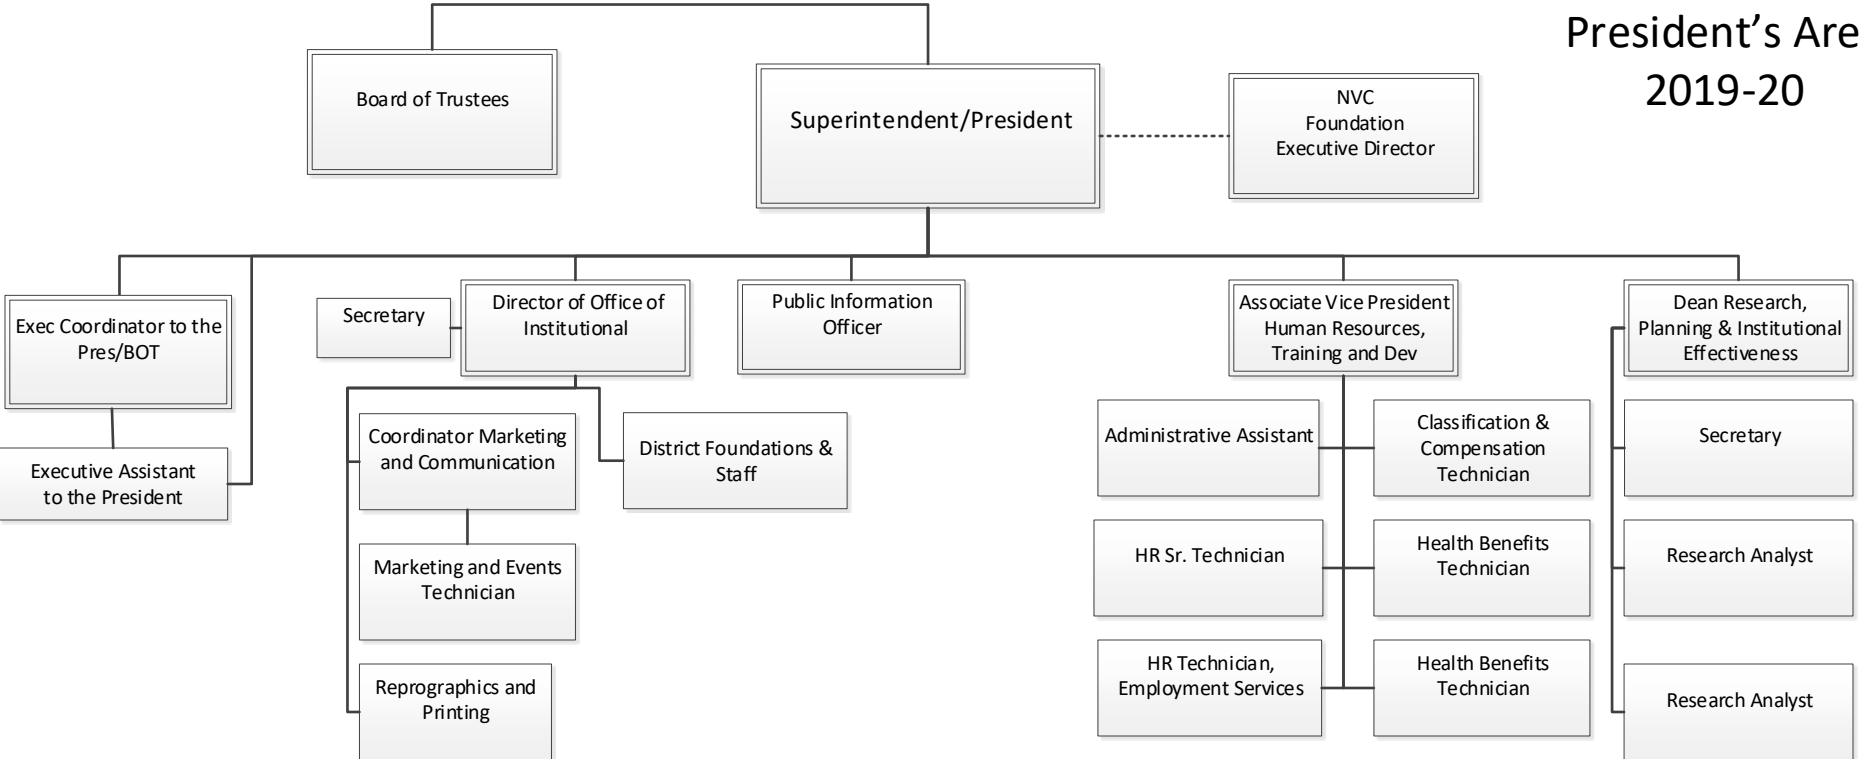 President's Are
2019-20
Board of Trustees
Superintendent/President
NVC
Foundation
Executive Director
Exec Coordinator to the
Pres/BOT
Executive Assistant
to the President
Secretary
Director of Office of
Institutional
Coordinator Marketing
and Communication
District Foundations &
Staff
Marketing and Events
Technician
Reprographics and
Printing
Public Information
Officer
Associate Vice President
Human Resources,
Training and Dev
Administrative Assistant
Classification &
Compensation
Technician
HR Sr. Technician
Health Benefits
Technician
HR Technician,
Employment Services
Health Benefits
Technician
Dean Research,
Planning & Institutional
Effectiveness
Secretary
Research Analyst
Research Analyst